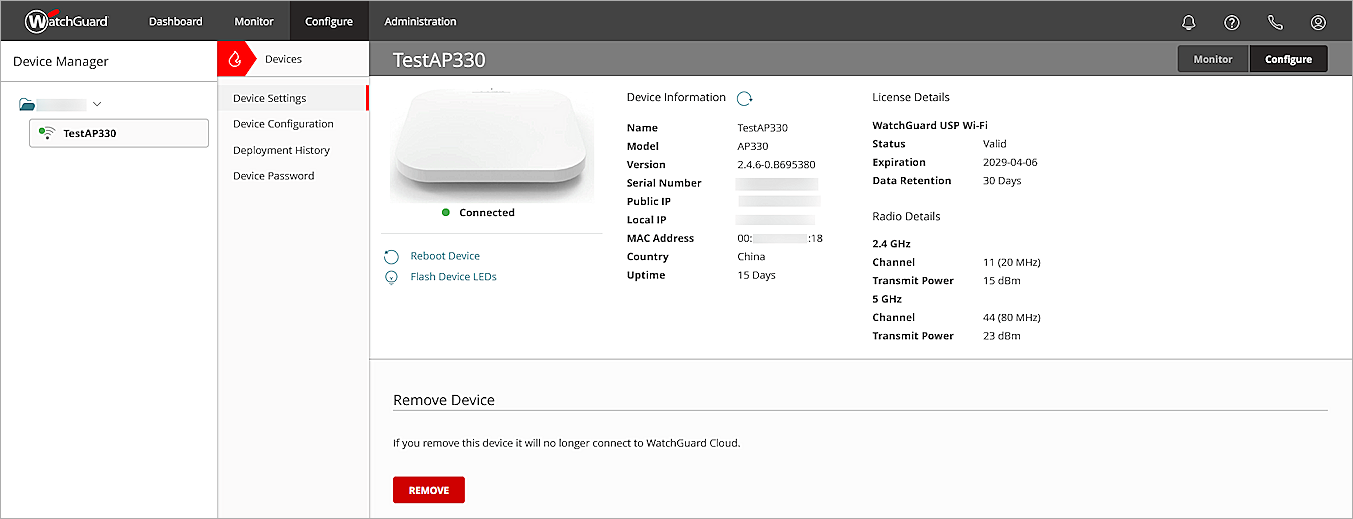 WatchGuard Dashboard Monitor Configure Administration
Device Manager
TestAP330
Devices
Device Settings
Device Configuration
Deployment History
Device Password
TestAP330
Monitor Configure
Connected
Reboot Device
Flash Device LEDs
Device Information
Name TestAP330
Model AP330
Version 2.4.6-0.B695380
Serial Number
Public IP
Local IP
MAC Address 00: :18
Country China
Uptime 15 Days
License Details
WatchGuard USP Wi-Fi
Status Valid
Expiration 2029-04-06
Data Retention 30 Days
Radio Details
2.4 GHz
Channel 11 (20 MHz)
Transmit Power 15 dBm
5 GHz
Channel 44 (80 MHz)
Transmit Power 23 dBm
Remove Device
If you remove this device it will no longer connect to WatchGuard Cloud.
REMOVE